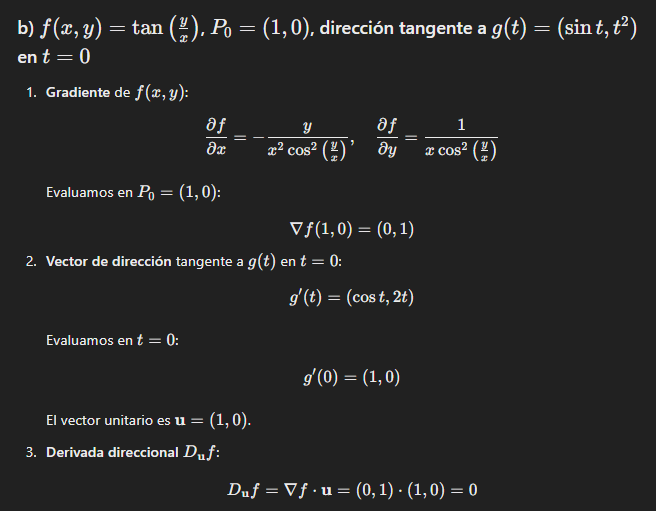 b) f(x, y) = tan (y/x), P₀ = (1, 0), dirección tangente a g(t) = (sin t, t²)
en t = 0
1. Gradiente de f(x, y):
∂f/∂x = − y/(x² cos² (y/x)), ∂f/∂y = 1/(x cos² (y/x))
Evaluamos en P₀ = (1, 0):
∇f(1, 0) = (0, 1)
2. Vector de dirección tangente a g(t) en t = 0:
g′(t) = (cos t, 2t)
Evaluamos en t = 0:
g′(0) = (1, 0)
El vector unitario es u = (1, 0).
3. Derivada direccional Dᵤf:
Dᵤf = ∇f · u = (0, 1) · (1, 0) = 0